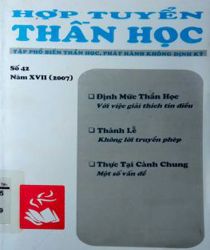 HỢP TUYỂN
THẦN HỌC
TẬP PHỔ BIẾN THẦN HỌC, PHÁT HÀNH KHÔNG ĐỊNH KỲ
Số 42
Năm XVII (2007)
Định Mức Thần Học
Với việc giải thích tín điều
Thánh Lễ
Không lời truyền phép
Thực Tại Cánh Chung
Một số vấn đề